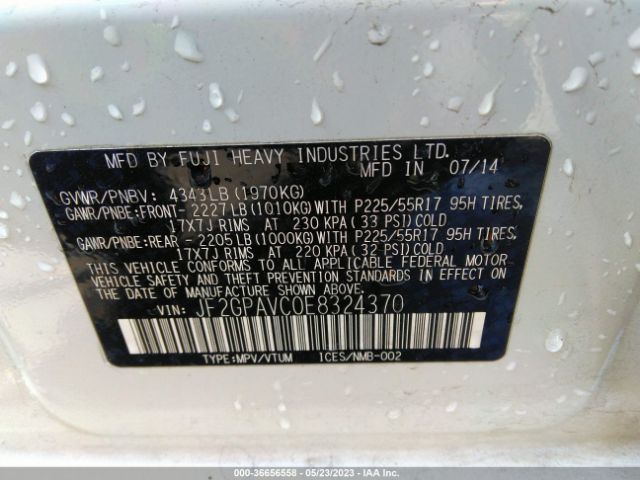 MFD BY FUJI HEAVY INDUSTRIES LTD.
MFD IN 07/14
GVWR/PNBV: 4343LB(1970KG)
GAWR/PNBE:FRONT-2227LB(1010KG)WITH P225/55R17 95H TIRES,
17X7J RIMS AT 230 KPA(33 PSI)COLD
GAWR/PNBE:REAR -2205LB(1000KG)WITH P225/55R17 95H TIRES,
17X7J RIMS AT 220 KPA(32 PSI)COLD
THIS VEHICLE CONFORMS TO ALL APPLICABLE FEDERAL MOTOR
VEHICLE SAFETY AND THEFT PREVENTION STANDARDS IN EFFECT ON
THE DATE OF MANUFACTURE SHOWN ABOVE.
VIN: JF2GPAVC0E8324370
TYPE:MPV/VTUM 1CES/NMB-002
000-36656558 - 05/23/2023 - IAA Inc.